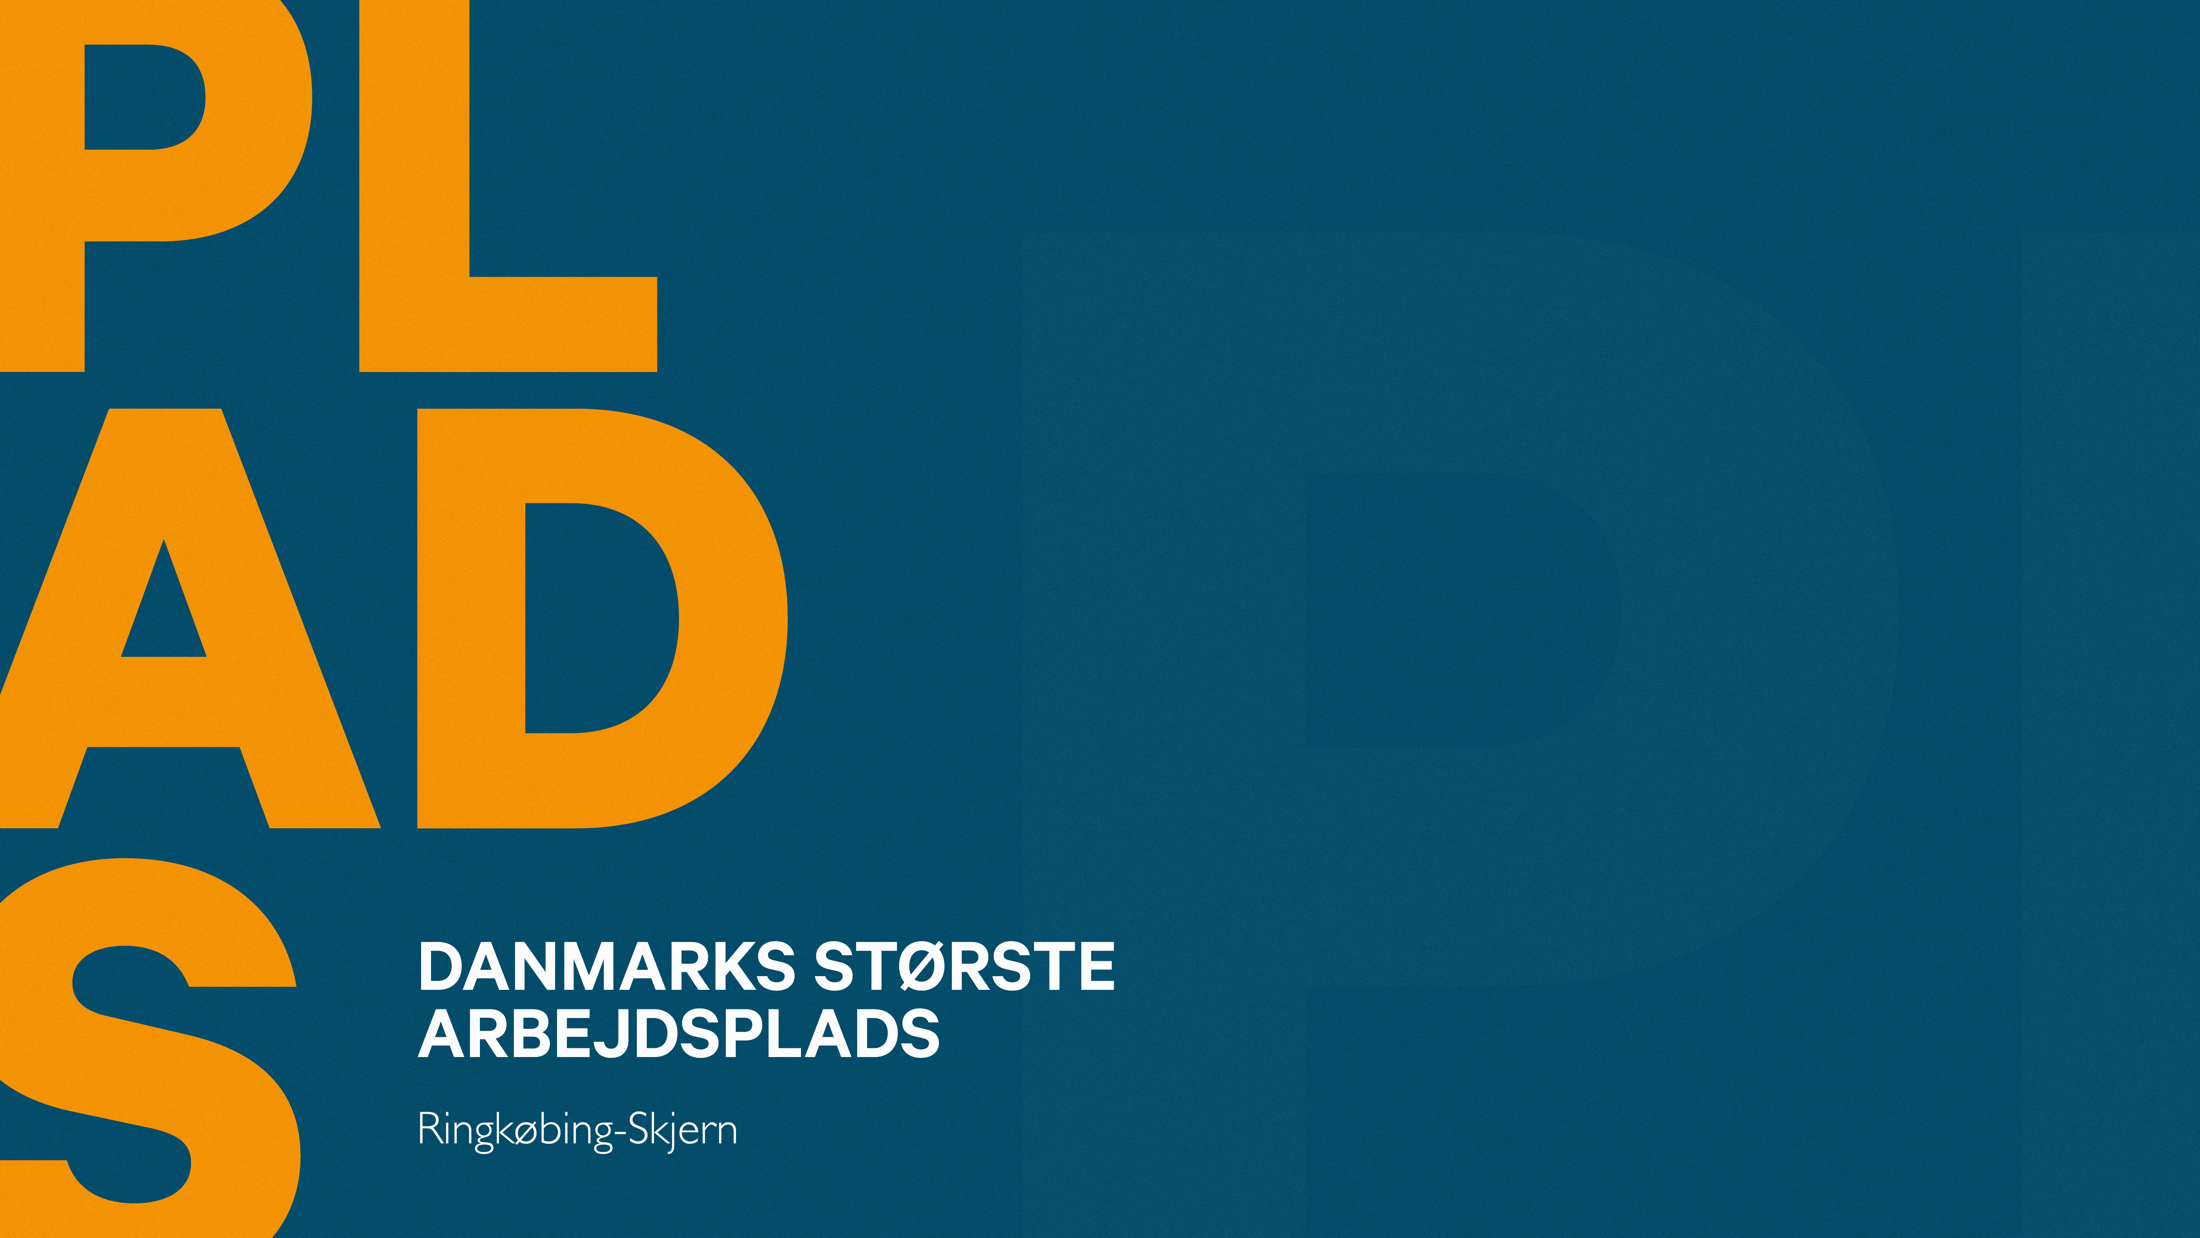 PL
AD
S
DANMARKS STØRSTE
ARBEJDSPLADS
Ringkøbing-Skjern